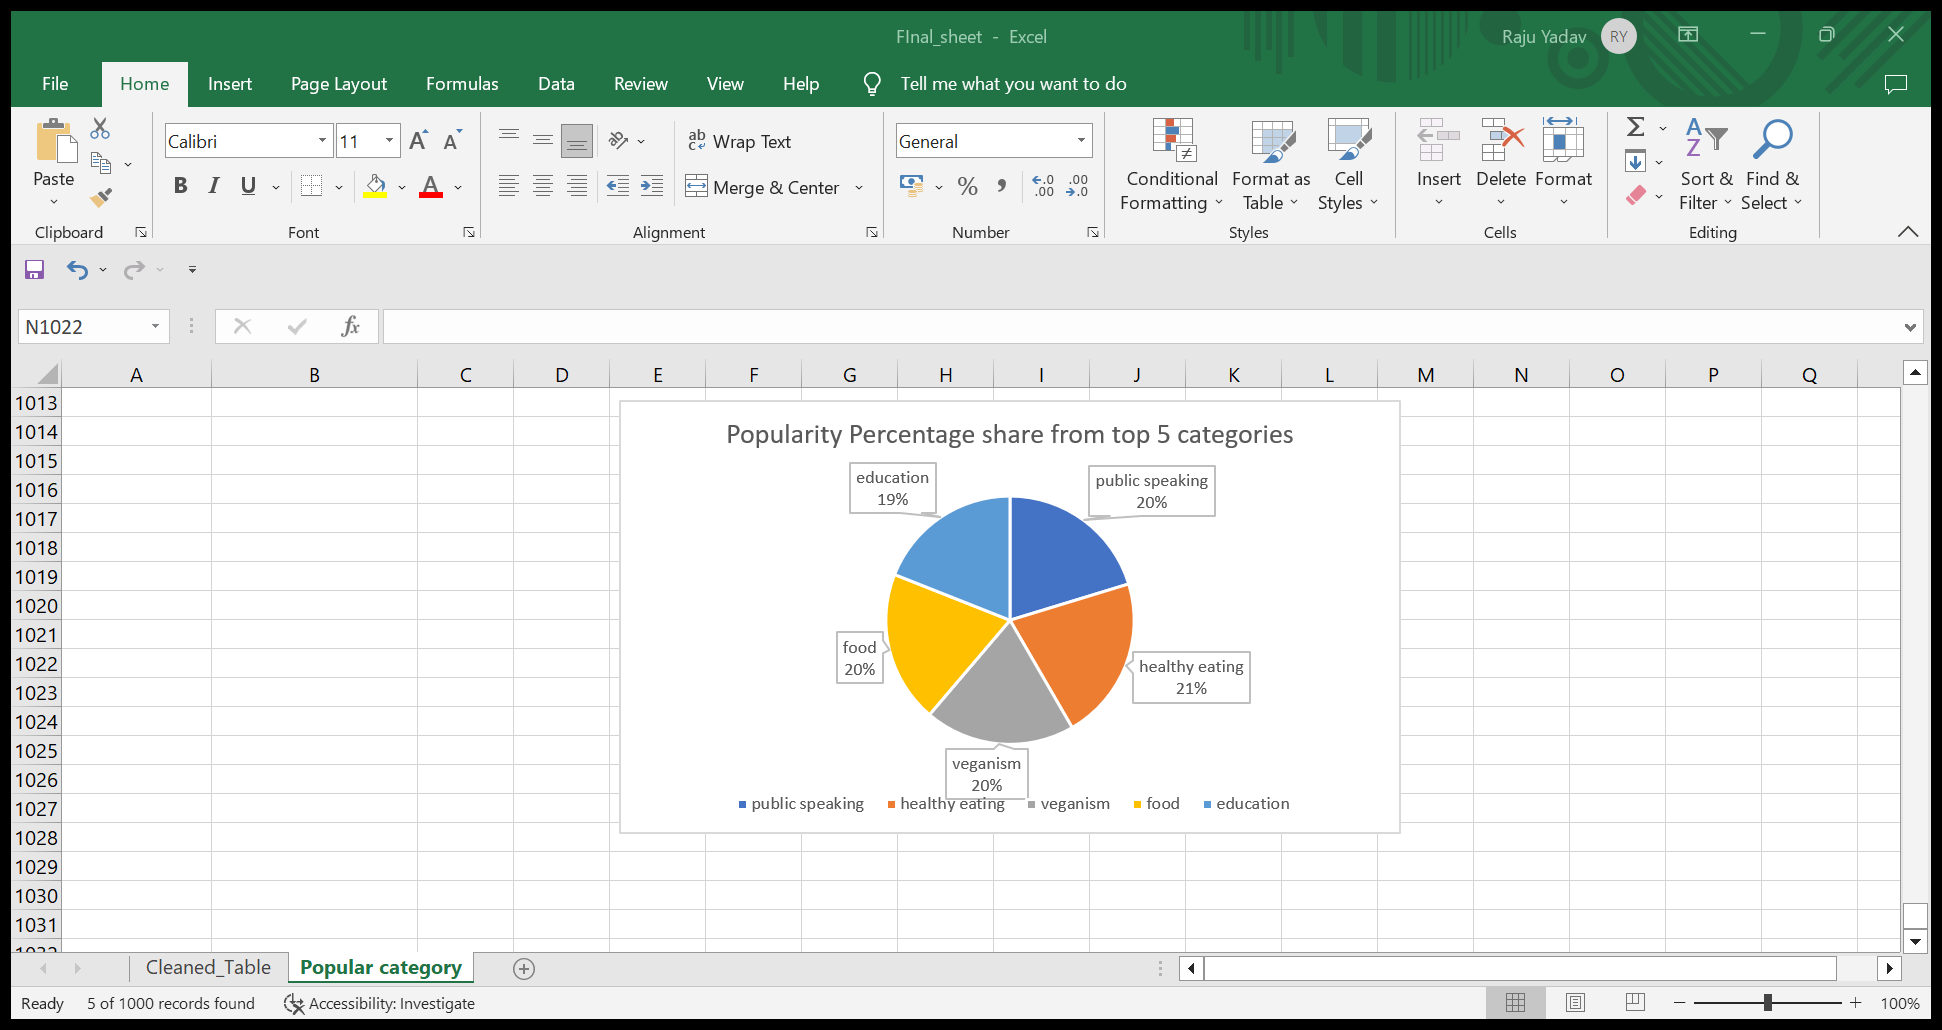 FInal_sheet - Excel
Raju Yadav RY
File Home Insert Page Layout Formulas Data Review View Help Tell me what you want to do
Calibri 11
Paste
B I U
Clipboard
Font
Wrap Text
Merge & Center
Alignment
General
% , ←.0 .00 .00 →.0
Number
Conditional Formatting
Format as Table
Cell Styles
Styles
Insert Delete Format
Cells
Sort & Filter
Find & Select
Editing
N1022
fx
A B C D E F G H I J K L M N O P Q
1013
1014
1015
1016
1017
1018
1019
1020
1021
1022
1023
1024
1025
1026
1027
1028
1029
1030
1031
1032
Popularity Percentage share from top 5 categories
education
19%
public speaking
20%
food
20%
healthy eating
21%
veganism
20%
public speaking healthy eating veganism food education
Cleaned_Table Popular category
Ready 5 of 1000 records found Accessibility: Investigate 100%